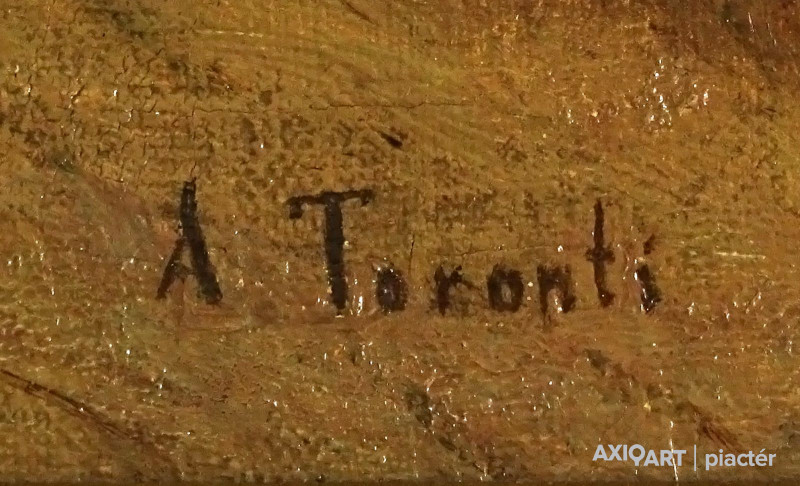 A Toronti
AXIOART | piactér